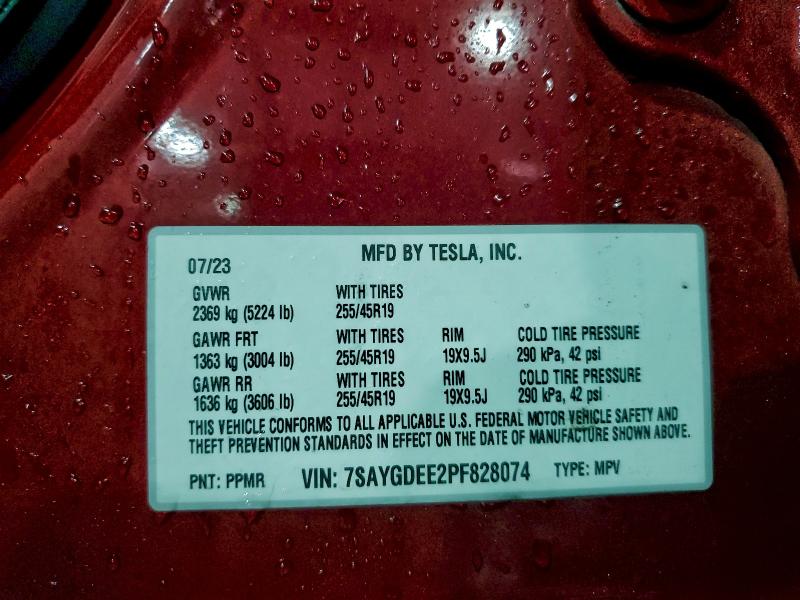 MFD BY TESLA, INC.
07/23
GVWR WITH TIRES
2369 kg (5224 lb) 255/45R19
GAWR FRT WITH TIRES RIM COLD TIRE PRESSURE
1363 kg (3004 lb) 255/45R19 19X9.5J 290 kPa, 42 psi
GAWR RR WITH TIRES RIM COLD TIRE PRESSURE
1636 kg (3606 lb) 255/45R19 19X9.5J 290 kPa, 42 psi
THIS VEHICLE CONFORMS TO ALL APPLICABLE U.S. FEDERAL MOTOR VEHICLE SAFETY AND
THEFT PREVENTION STANDARDS IN EFFECT ON THE DATE OF MANUFACTURE SHOWN ABOVE.
PNT: PPMR VIN: 7SAYGDEE2PF828074 TYPE: MPV